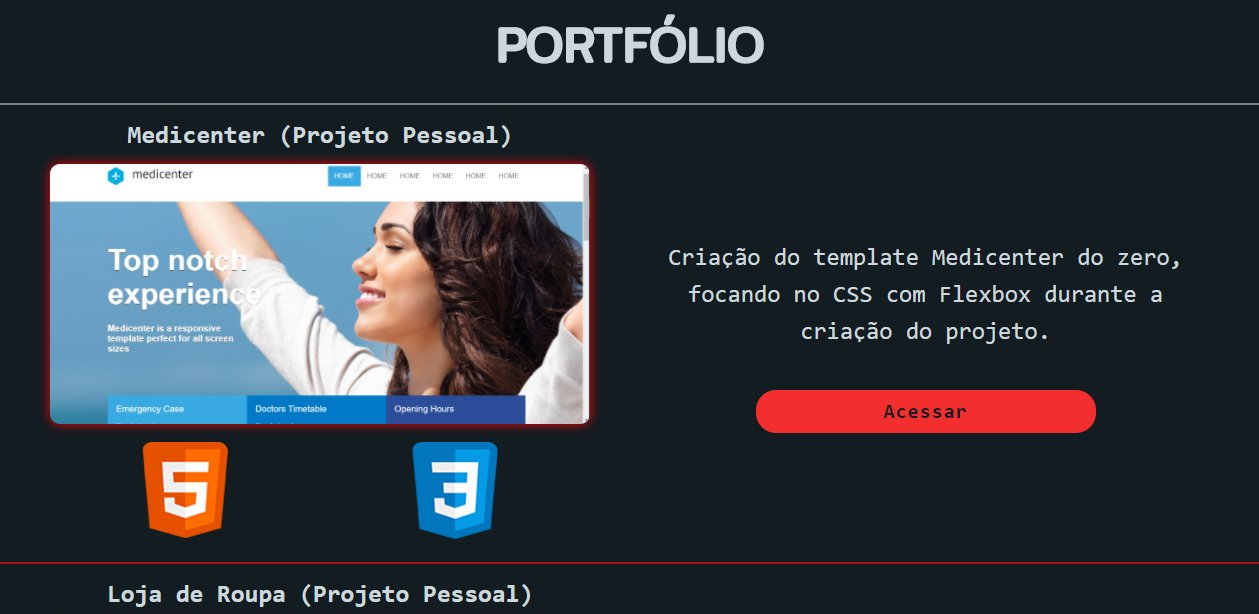 PORTFÓLIO
Medicenter (Projeto Pessoal)
medicenter
HOME HOME HOME HOME HOME HOME
Top notch
experience
Medicenter is a responsive
template perfect for all screen
sizes
Emergency Case Doctors Timetable Opening Hours
Criação do template Medicenter do zero,
focando no CSS com Flexbox durante a
criação do projeto.
Acessar
5 3
Loja de Roupa (Projeto Pessoal)